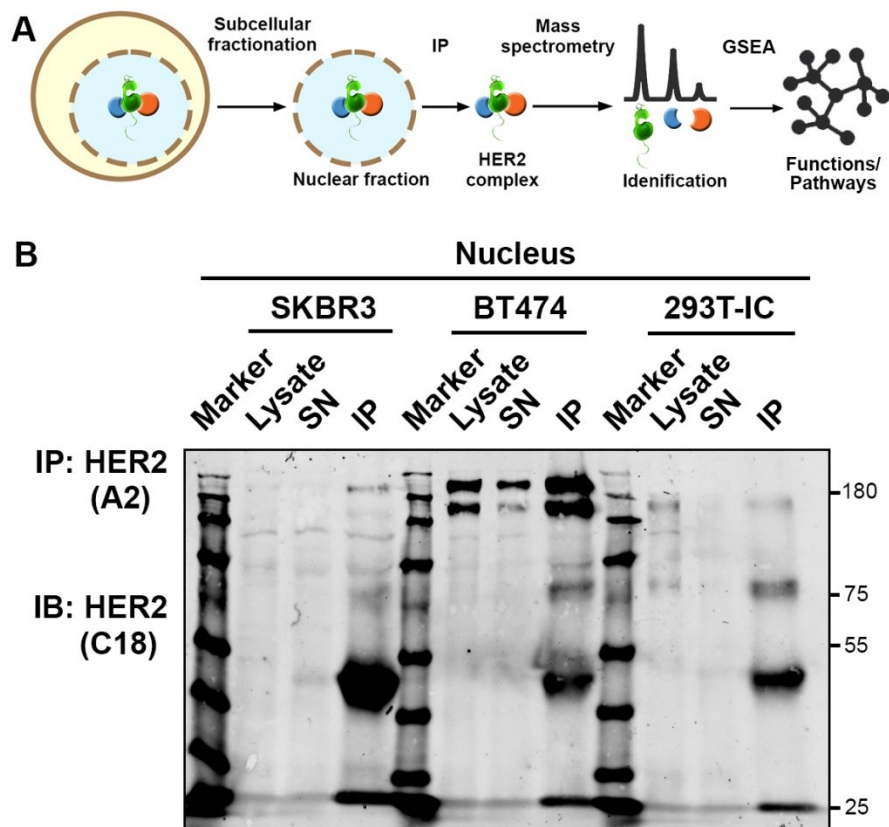 A
Subcellular
fractionation
IP
Mass
spectrometry
GSEA
Nuclear fraction
HER2
complex
Idenification
Functions/
Pathways
B
Nucleus
SKBR3
BT474
293T-IC
Marker
Lysate
SN
IP
Marker
Lysate
SN
IP
Marker
Lysate
SN
IP
IP: HER2
(A2)
IB: HER2
(C18)
180
75
55
25